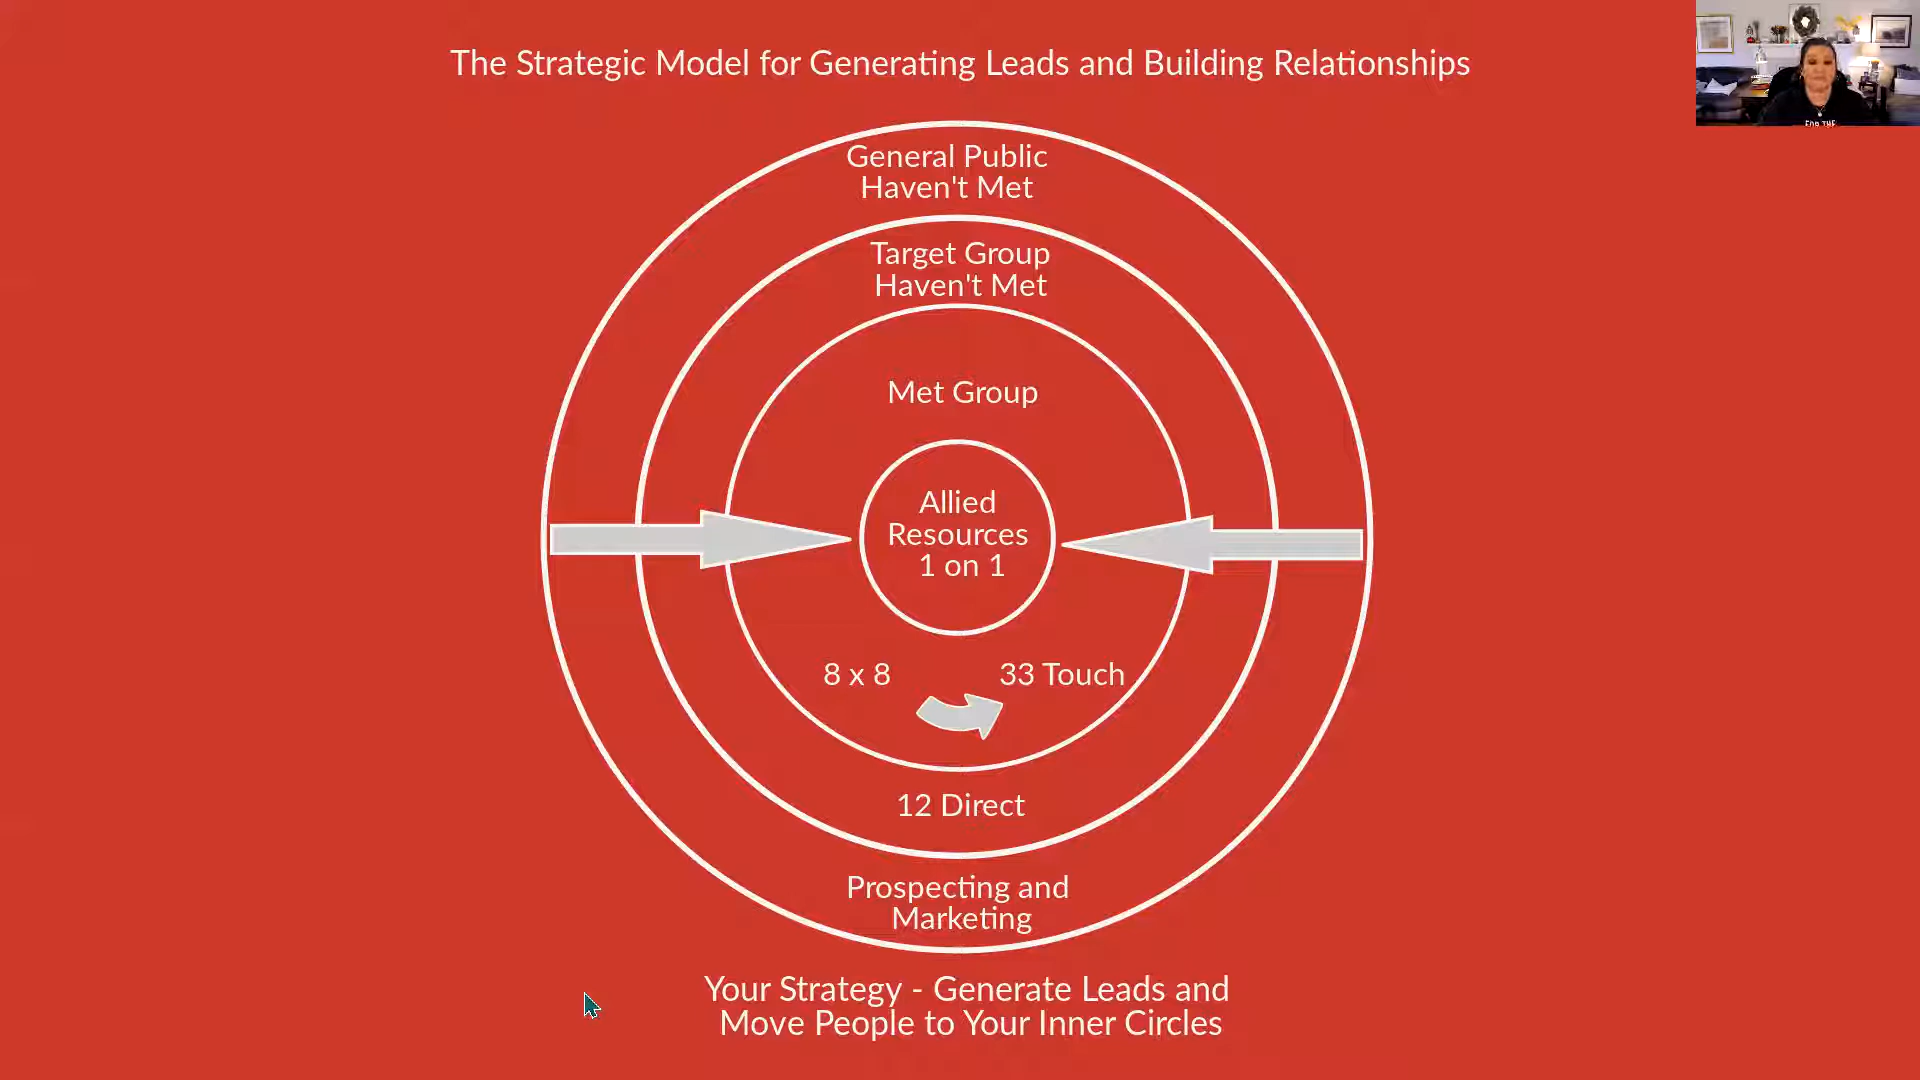 The Strategic Model for Generating Leads and Building Relationships
General Public
Haven't Met
Target Group
Haven't Met
Met Group
Allied
Resources
1 on 1
8 x 8
33 Touch
12 Direct
Prospecting and
Marketing
Your Strategy - Generate Leads and
Move People to Your Inner Circles
FOR THE